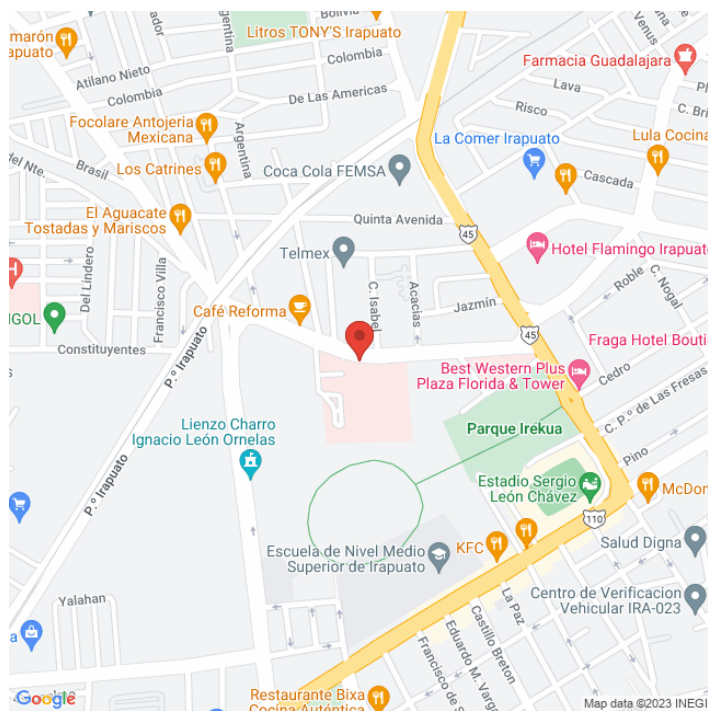 Bolivia
Litros TONY'S Irapuato
Colombia
Atilano Nieto
Colombia
De Las Americas
Argentina
Focolare Antojeria
Mexicana
Argentina
Los Catrines
Brasil
del Nte.
Coca Cola FEMSA
El Aguacate
Tostadas y Mariscos
Quinta Avenida
Telmex
Del Lindero
Francisco Villa
C. Isabel
Acacias
Jazmín
Café Reforma
Constituyentes
P.º Irapuato
P.º Irapuato
Farmacia Guadalajara
Venus
Lava
Risco
C. Bri
La Comer Irapuato
Lula Cocina
Cascada
45
Hotel Flamingo Irapuato
Roble
C. Nogal
45
Fraga Hotel Bouti
Best Western Plus
Plaza Florida & Tower
Cedro
C. P.º de Las Fresas
Parque Irekua
Pino
Lienzo Charro
Ignacio León Ornelas
Estadio Sergio
León Chávez
McDon
110
KFC
Salud Digna
Escuela de Nivel Medio
Superior de Irapuato
La Paz
Centro de Verificacion
Vehicular IRA-023
Castillo Breton
Eduardo M. Varga
Francisco de S
Yalahan
Restaurante Bixa
Cocina Auténtica
Google
Map data ©2023 INEGI